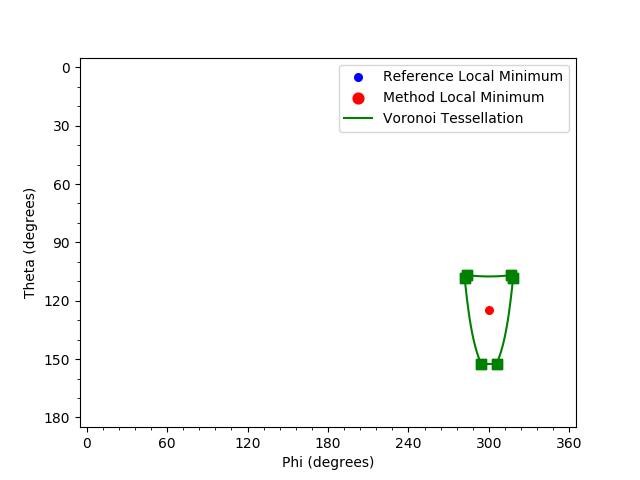 Reference Local Minimum
Method Local Minimum
Voronoi Tessellation
0
30
60
90
120
150
180
Theta (degrees)
0 60 120 180 240 300 360
Phi (degrees)